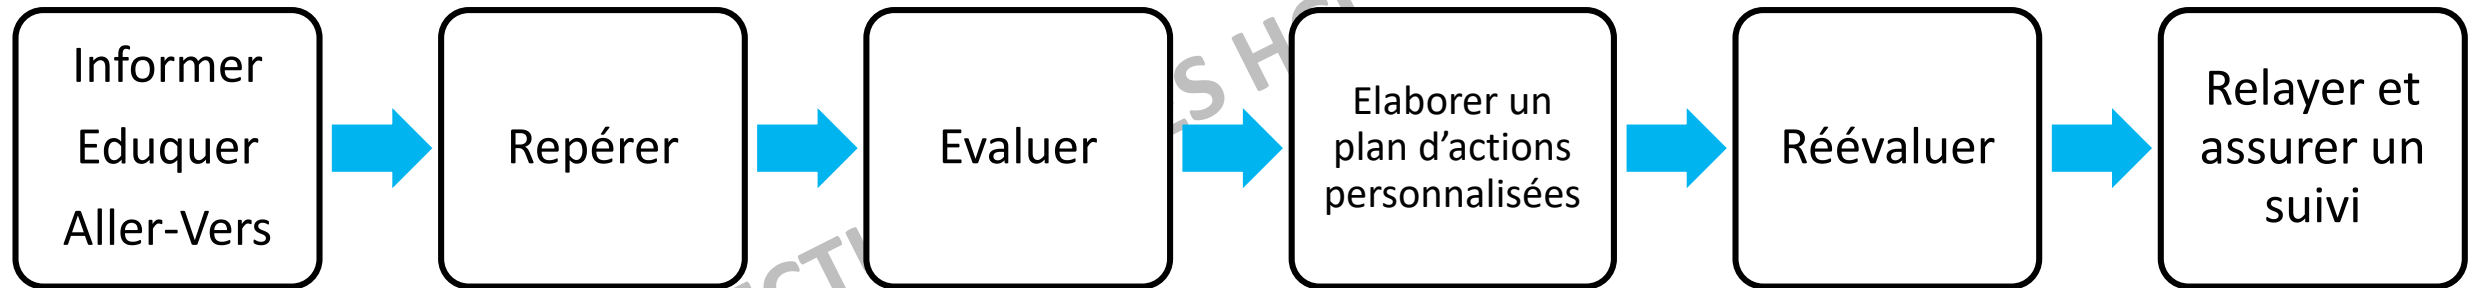 Informer
Eduquer
Aller-Vers
Repérer
Evaluer
Elaborer un
plan d’actions
personnalisées
Réévaluer
Relayer et
assurer un
suivi